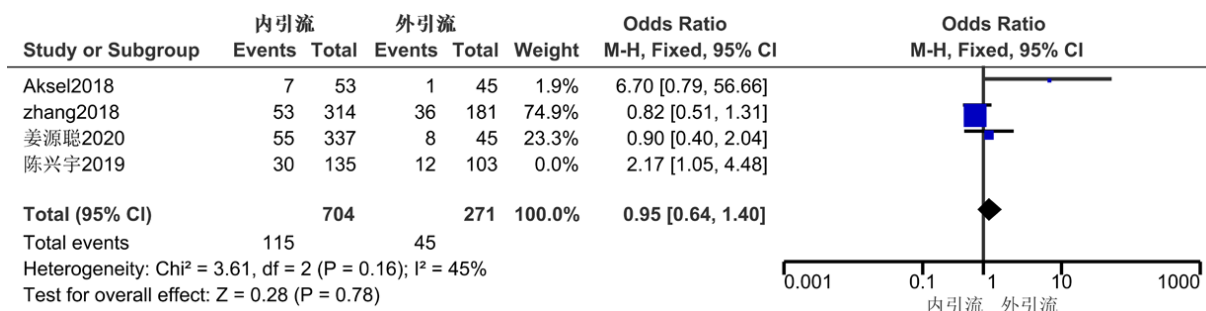 内引流 外引流 Odds Ratio Odds Ratio
Study or Subgroup Events Total Events Total Weight M-H, Fixed, 95% CI M-H, Fixed, 95% CI
Aksel2018 7 53 1 45 1.9% 6.70 [0.79, 56.66]
zhang2018 53 314 36 181 74.9% 0.82 [0.51, 1.31]
姜源聪2020 55 337 8 45 23.3% 0.90 [0.40, 2.04]
陈兴宇2019 30 135 12 103 0.0% 2.17 [1.05, 4.48]
Total (95% CI) 704 271 100.0% 0.95 [0.64, 1.40]
Total events 115 45
Heterogeneity: Chi² = 3.61, df = 2 (P = 0.16); I² = 45%
Test for overall effect: Z = 0.28 (P = 0.78)
0.001 0.1 1 10 1000
内引流 外引流